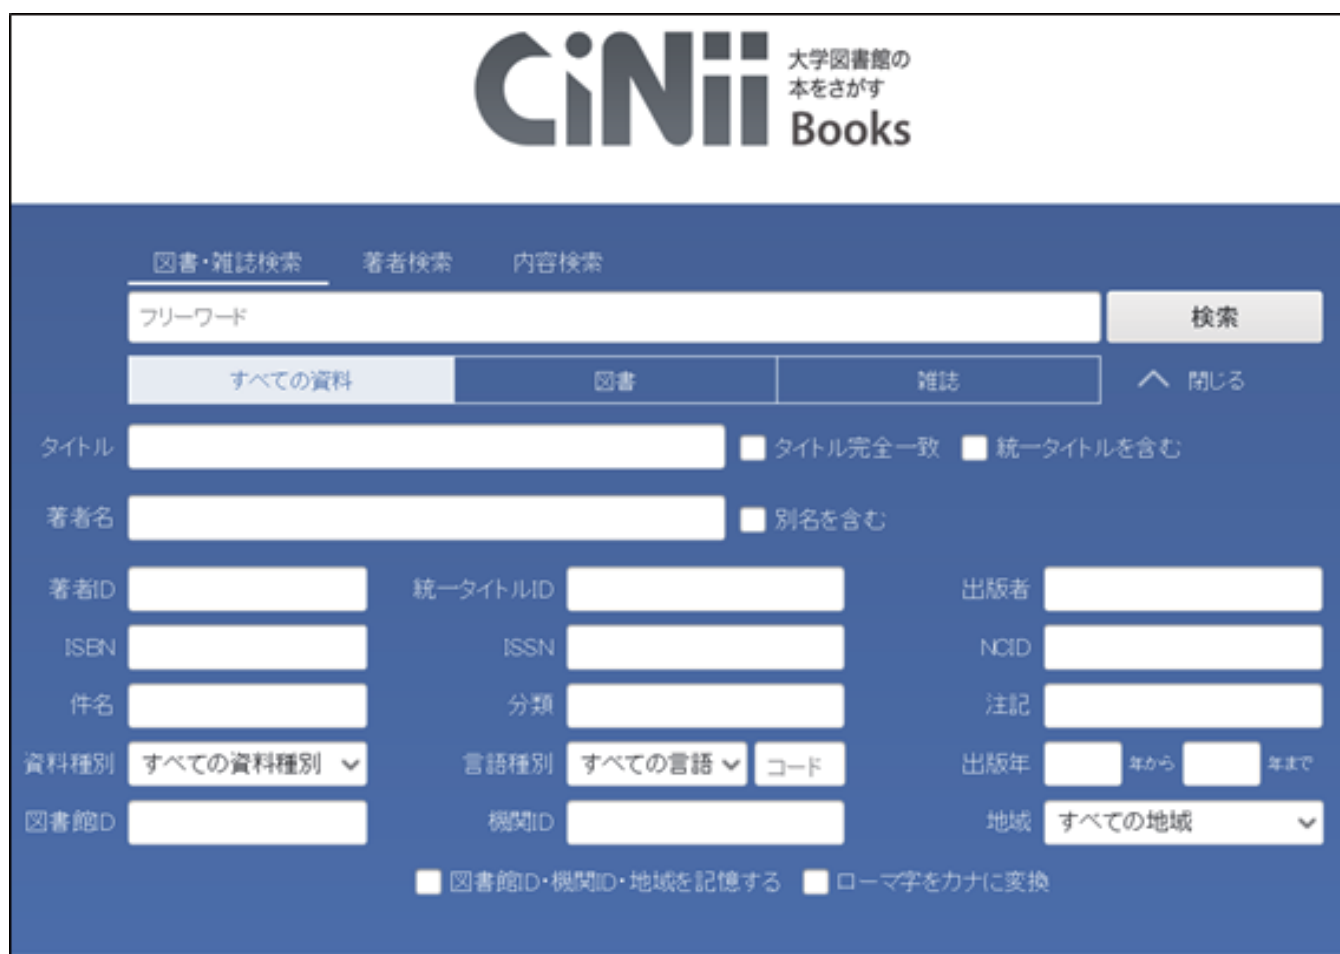 CiNii 大学図書館の
本をさがす
Books
図書・雑誌検索 著者検索 内容検索
フリーワード 検索
すべての資料 図書 雑誌 閉じる
タイトル タイトル完全一致 統一タイトルを含む
著者名 別名を含む
著者ID 統一タイトルID 出版者
ISBN ISSN NCID
件名 分類 注記
資料種別 すべての資料種別 言語種別 すべての言語 コード 出版年 年から 年まで
図書館ID 機関ID 地域 すべての地域
図書館ID・機関ID・地域を記憶する ローマ字をカナに変換